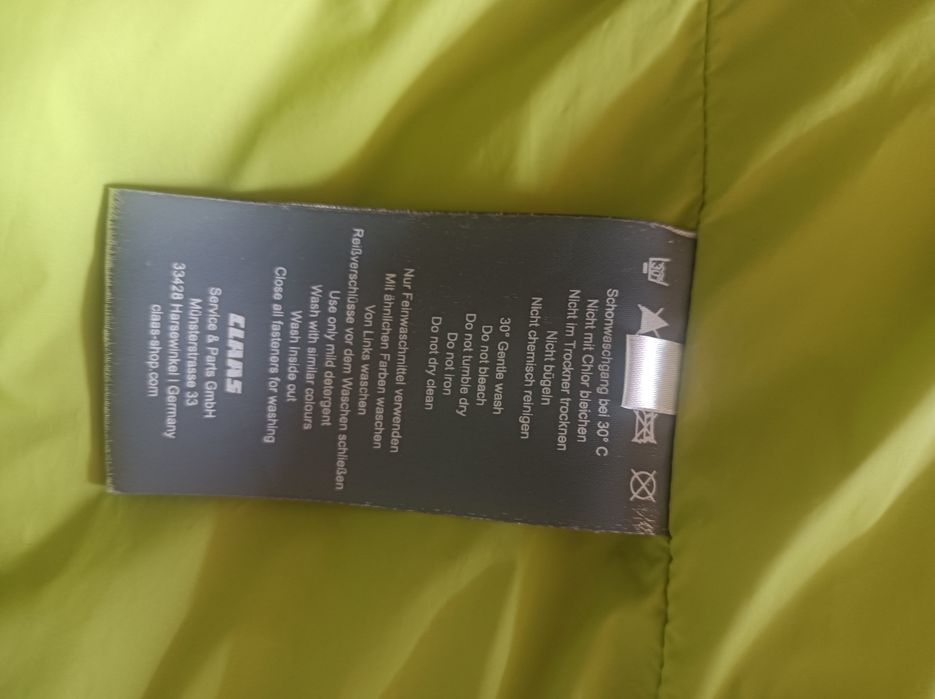 30°
Schonwaschgang bei 30° C
Nicht mit Chlor bleichen
Nicht im Trockner trocknen
Nicht bügeln
Nicht chemisch reinigen
30° Gentle wash
Do not bleach
Do not tumble dry
Do not iron
Do not dry clean
Nur Feinwaschmittel verwenden
Mit ähnlichen Farben waschen
Von Links waschen
Reißverschlüsse vor dem Waschen schließen
Use only mild detergent
Wash with similar colours
Wash inside out
Close all fasteners for washing
CLAAS
Service & Parts GmbH
Münsterstrasse 33
33428 Harsewinkel | Germany
claas-shop.com